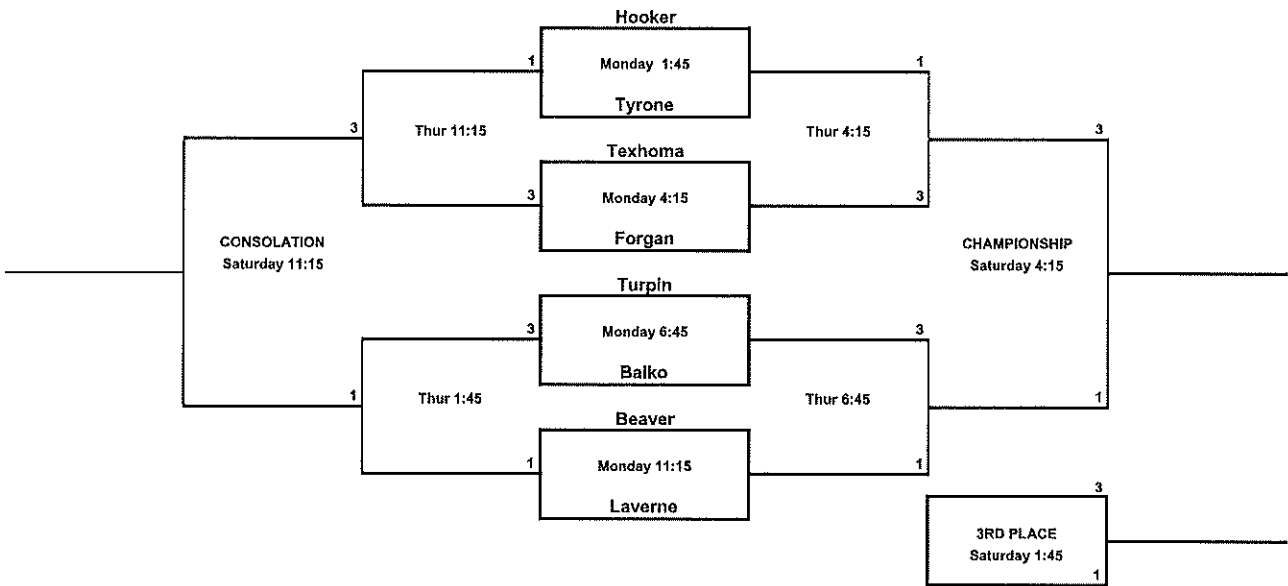 Hooker
1
Monday 1:45
1
Tyrone
3
Thur 11:15
Thur 4:15
3
Texhoma
3
Monday 4:15
3
Forgan
CONSOLATION
Saturday 11:15
CHAMPIONSHIP
Saturday 4:15
Turpin
3
Monday 6:45
3
Balko
1
Thur 1:45
Thur 6:45
1
Beaver
1
Monday 11:15
1
Laverne
3
3RD PLACE
Saturday 1:45
1